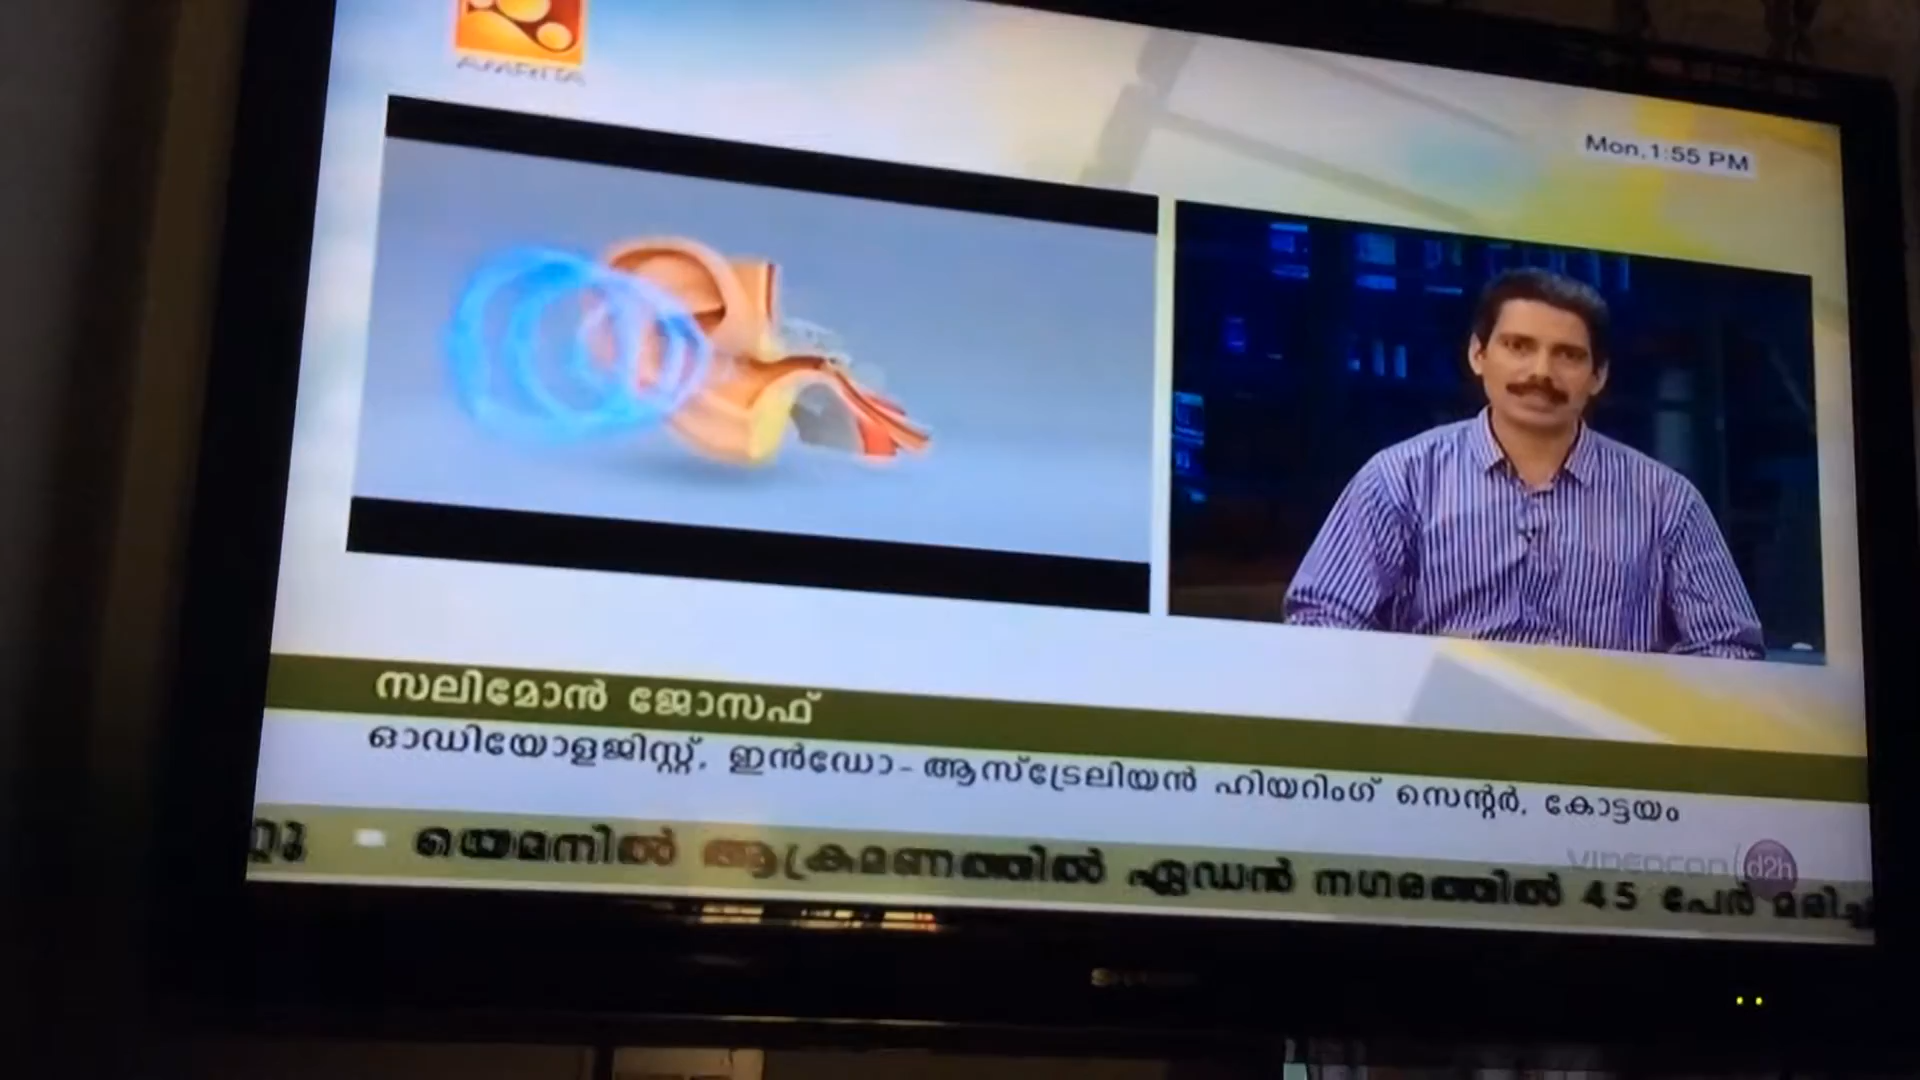 AMRITA
Mon, 1:55 PM
സലിമോൻ ജോസഫ്
ഓഡിയോളജിസ്റ്റ്, ഇൻഡോ-ആസ്ട്രേലിയൻ ഹിയറിംഗ് സെന്റർ, കോട്ടയം
VIDEOCON d2h
യെമനിൽ ആക്രമണത്തിൽ ഏഡൻ നഗരത്തിൽ 45 പേർ